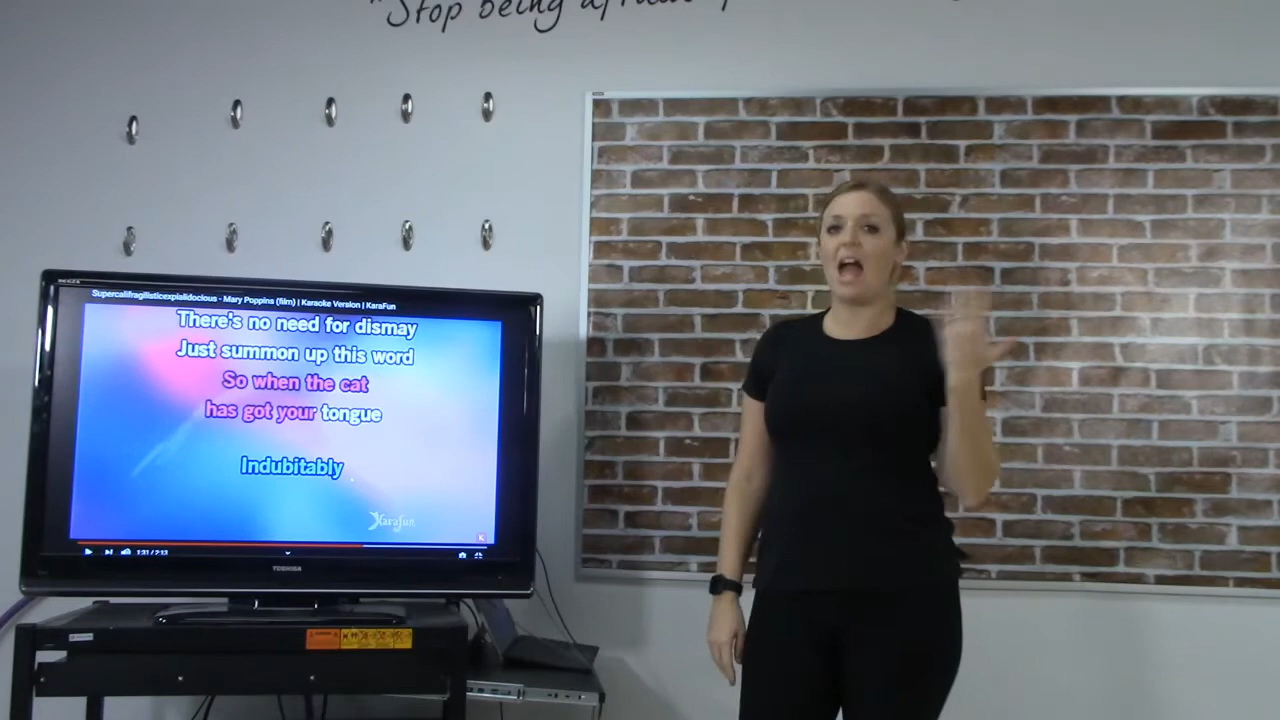 "Stop being afraid
Supercalifragilisticexpialidocious - Mary Poppins (film) | Karaoke Version | KaraFun
There's no need for dismay
Just summon up this word
So when the cat
has got your tongue
Indubitably
KaraFun
K
1:31 / 2:13
TOSHIBA